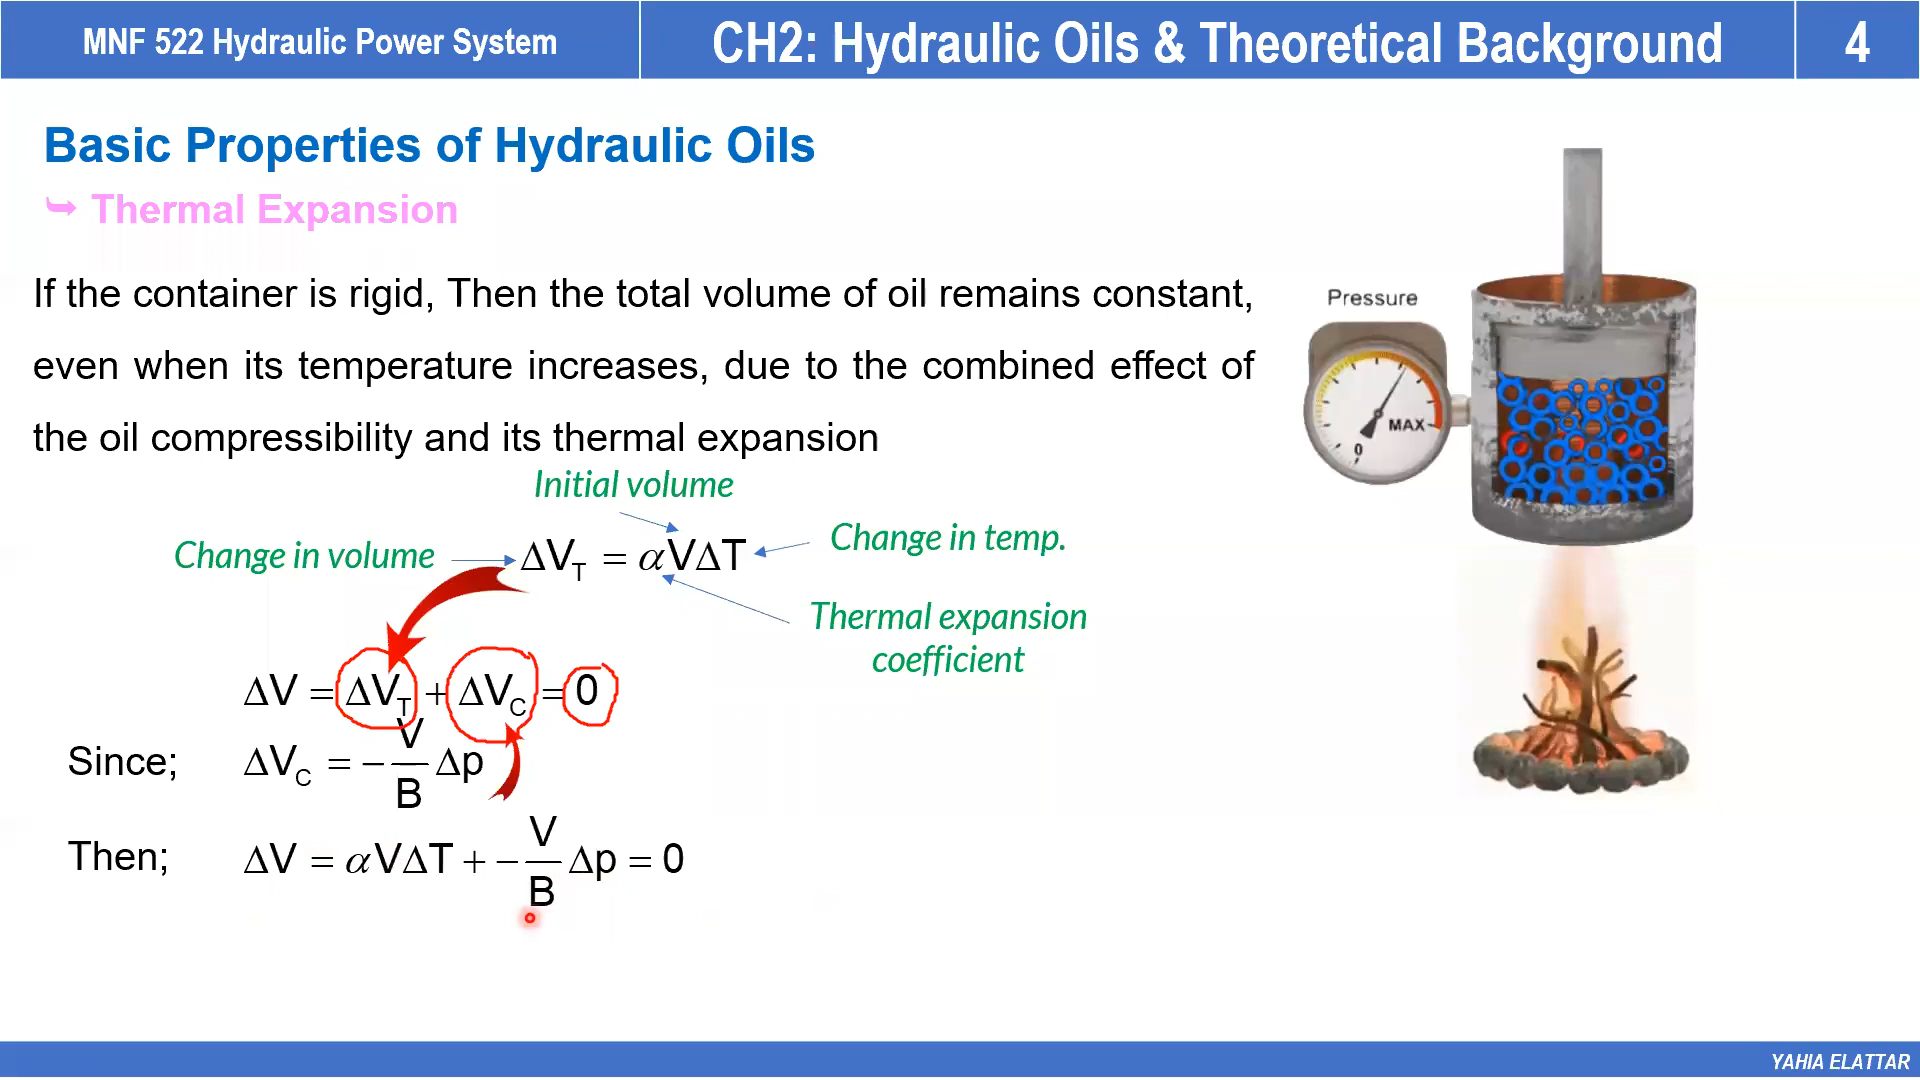 MNF 522 Hydraulic Power System
CH2: Hydraulic Oils & Theoretical Background
4
Basic Properties of Hydraulic Oils
➥ Thermal Expansion
If the container is rigid, Then the total volume of oil remains constant,
even when its temperature increases, due to the combined effect of
the oil compressibility and its thermal expansion
Initial volume
Change in volume
ΔV_T = αVΔT
Change in temp.
Thermal expansion
coefficient
ΔV = ΔV_T + ΔV_C = 0
Since; ΔV_C = −V/B Δp
Then; ΔV = αVΔT + −V/B Δp = 0
Pressure
MAX
0
YAHIA ELATTAR